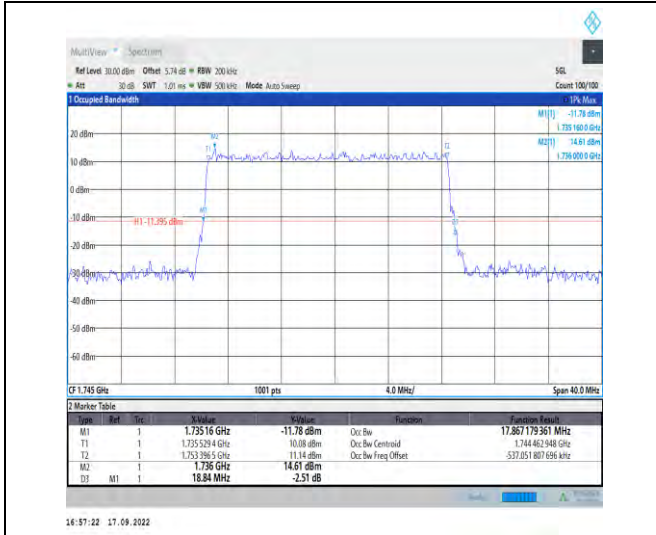 MultiView Spectrum
Ref Level 30.00 dBm Offset 5.74 dB RBW 200 kHz SGL
Att 30 dB SWT 1.01 ms VBW 500 kHz Mode Auto Sweep Count 100/100
1 Occupied Bandwidth 1Pk Max
M1[1] -11.78 dBm
1.735 160 0 GHz
M2[1] 14.61 dBm
1.736 000 0 GHz
20 dBm
M2
T1 T2
10 dBm
0 dBm
M1
-10 dBm
H1 -11.395 dBm
D3
-20 dBm
-30 dBm
-40 dBm
-50 dBm
-60 dBm
CF 1.745 GHz 1001 pts 4.0 MHz/ Span 40.0 MHz
2 Marker Table
Type Ref Trc X-Value Y-Value Function Function Result
M1 1 1.73516 GHz -11.78 dBm Occ Bw 17.867 179 361 MHz
T1 1 1.735 529 4 GHz 10.08 dBm Occ Bw Centroid 1.744 462 948 GHz
T2 1 1.753 396 5 GHz 11.14 dBm Occ Bw Freq Offset -537.051 807 696 kHz
M2 1 1.736 GHz 14.61 dBm
D3 M1 1 18.84 MHz -2.51 dB
16:57:22 17.09.2022